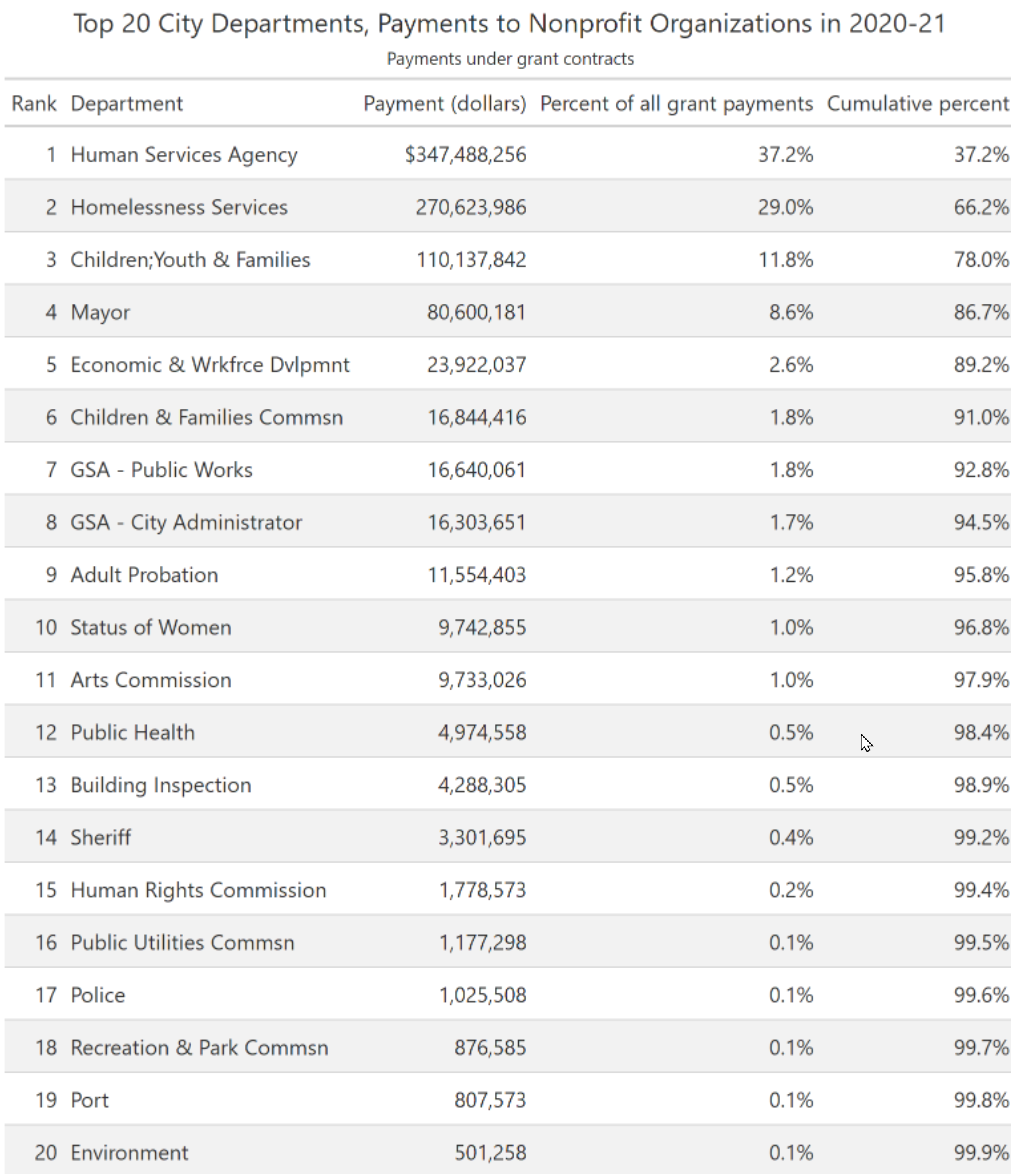 Top 20 City Departments, Payments to Nonprofit Organizations in 2020-21
Payments under grant contracts
Rank Department Payment (dollars) Percent of all grant payments Cumulative percent
1 Human Services Agency $347,488,256 37.2% 37.2%
2 Homelessness Services 270,623,986 29.0% 66.2%
3 Children;Youth & Families 110,137,842 11.8% 78.0%
4 Mayor 80,600,181 8.6% 86.7%
5 Economic & Wrkfrce Dvlpmnt 23,922,037 2.6% 89.2%
6 Children & Families Commsn 16,844,416 1.8% 91.0%
7 GSA - Public Works 16,640,061 1.8% 92.8%
8 GSA - City Administrator 16,303,651 1.7% 94.5%
9 Adult Probation 11,554,403 1.2% 95.8%
10 Status of Women 9,742,855 1.0% 96.8%
11 Arts Commission 9,733,026 1.0% 97.9%
12 Public Health 4,974,558 0.5% 98.4%
13 Building Inspection 4,288,305 0.5% 98.9%
14 Sheriff 3,301,695 0.4% 99.2%
15 Human Rights Commission 1,778,573 0.2% 99.4%
16 Public Utilities Commsn 1,177,298 0.1% 99.5%
17 Police 1,025,508 0.1% 99.6%
18 Recreation & Park Commsn 876,585 0.1% 99.7%
19 Port 807,573 0.1% 99.8%
20 Environment 501,258 0.1% 99.9%